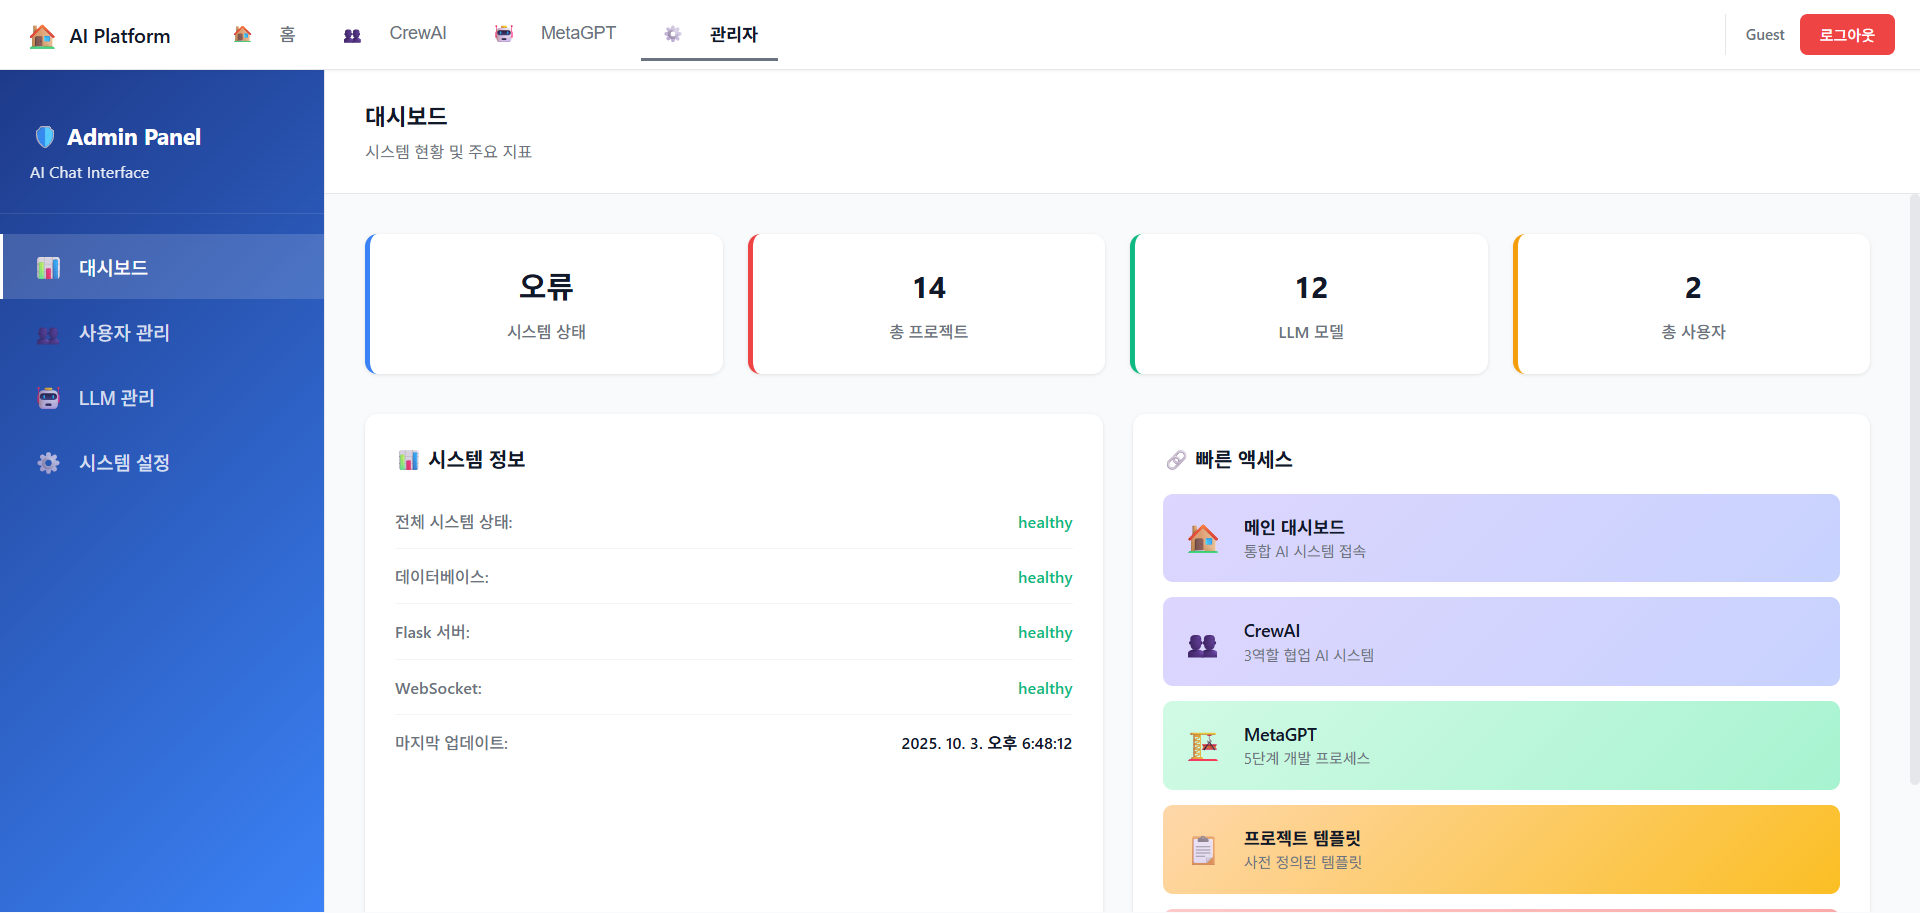 AI Platform
홈
CrewAI
MetaGPT
관리자
Guest
로그아웃
Admin Panel
AI Chat Interface
대시보드
사용자 관리
LLM 관리
시스템 설정
대시보드
시스템 현황 및 주요 지표
오류
시스템 상태
14
총 프로젝트
12
LLM 모델
2
총 사용자
시스템 정보
전체 시스템 상태: healthy
데이터베이스: healthy
Flask 서버: healthy
WebSocket: healthy
마지막 업데이트: 2025. 10. 3. 오후 6:48:12
빠른 액세스
메인 대시보드
통합 AI 시스템 접속
CrewAI
3역할 협업 AI 시스템
MetaGPT
5단계 개발 프로세스
프로젝트 템플릿
사전 정의된 템플릿